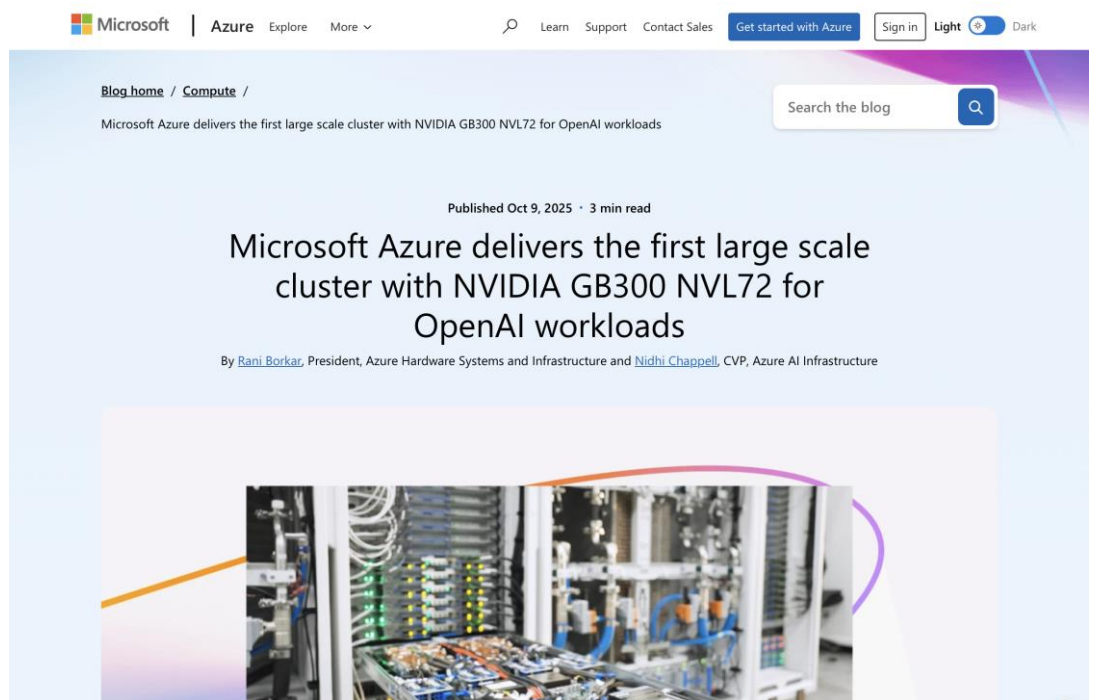 Microsoft
Azure
Explore
More
Learn
Support
Contact Sales
Get started with Azure
Sign in
Light
Dark
Blog home / Compute /
Microsoft Azure delivers the first large scale cluster with NVIDIA GB300 NVL72 for OpenAI workloads
Search the blog
Published Oct 9, 2025 · 3 min read
Microsoft Azure delivers the first large scale
cluster with NVIDIA GB300 NVL72 for
OpenAI workloads
By Rani Borkar, President, Azure Hardware Systems and Infrastructure and Nidhi Chappell, CVP, Azure AI Infrastructure